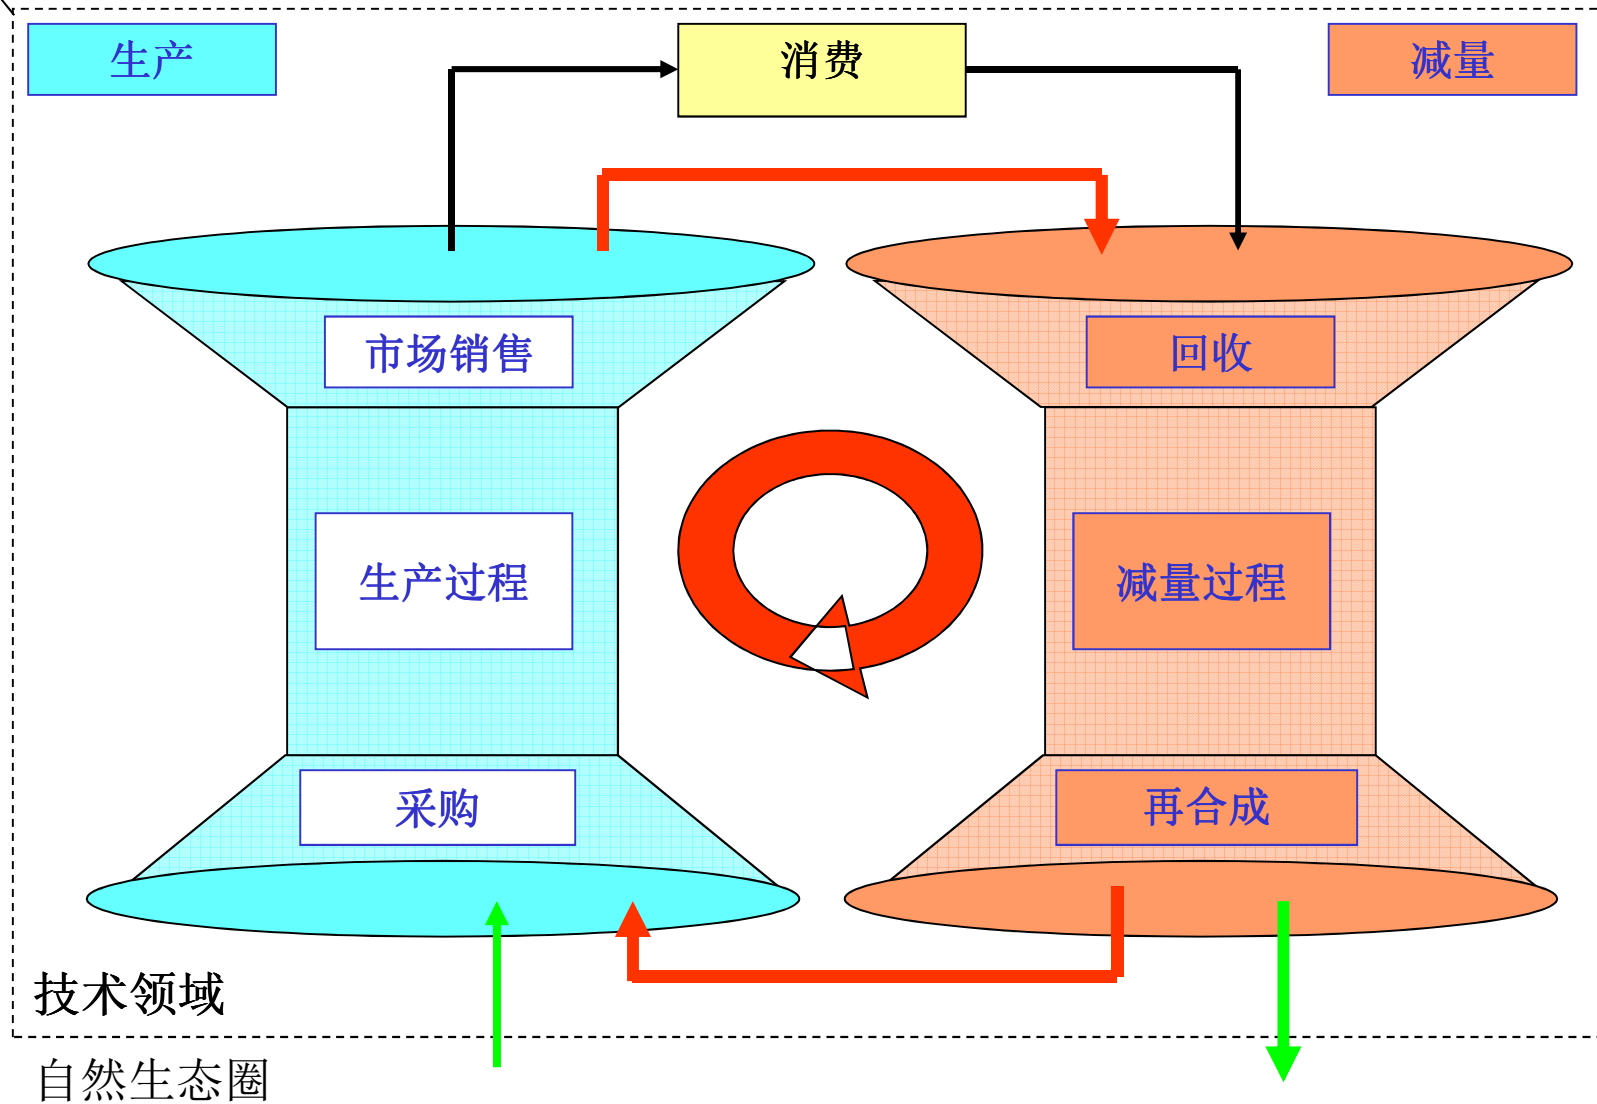 生产
消费
减量
市场销售
回收
生产过程
减量过程
采购
再合成
技术领域
自然生态圈